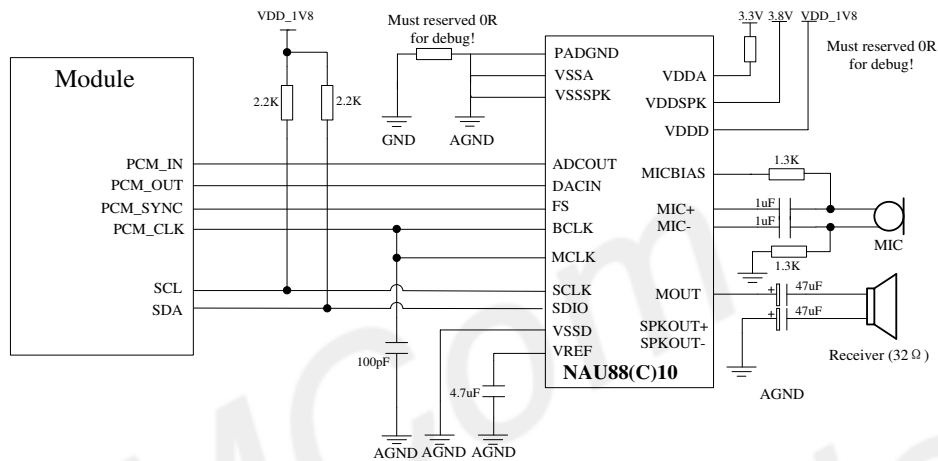 VDD_1V8
Must reserved 0R
for debug!
3.3V 3.8V VDD_1V8
Must reserved 0R
for debug!
Module
2.2K
2.2K
GND
AGND
PADGND
VSSA
VSSSPK
VDDA
VDDSPK
VDDD
PCM_IN
PCM_OUT
PCM_SYNC
PCM_CLK
SCL
SDA
ADCOUT
DACIN
FS
BCLK
MCLK
SCLK
SDIO
VSSD
VREF
MICBIAS
MIC+
MIC-
MOUT
SPKOUT+
SPKOUT-
NAU88(C)10
1.3K
1uF
1uF
MIC
1.3K
47uF
47uF
Receiver (32Ω)
AGND
100pF
4.7uF
AGND
AGND
AGND